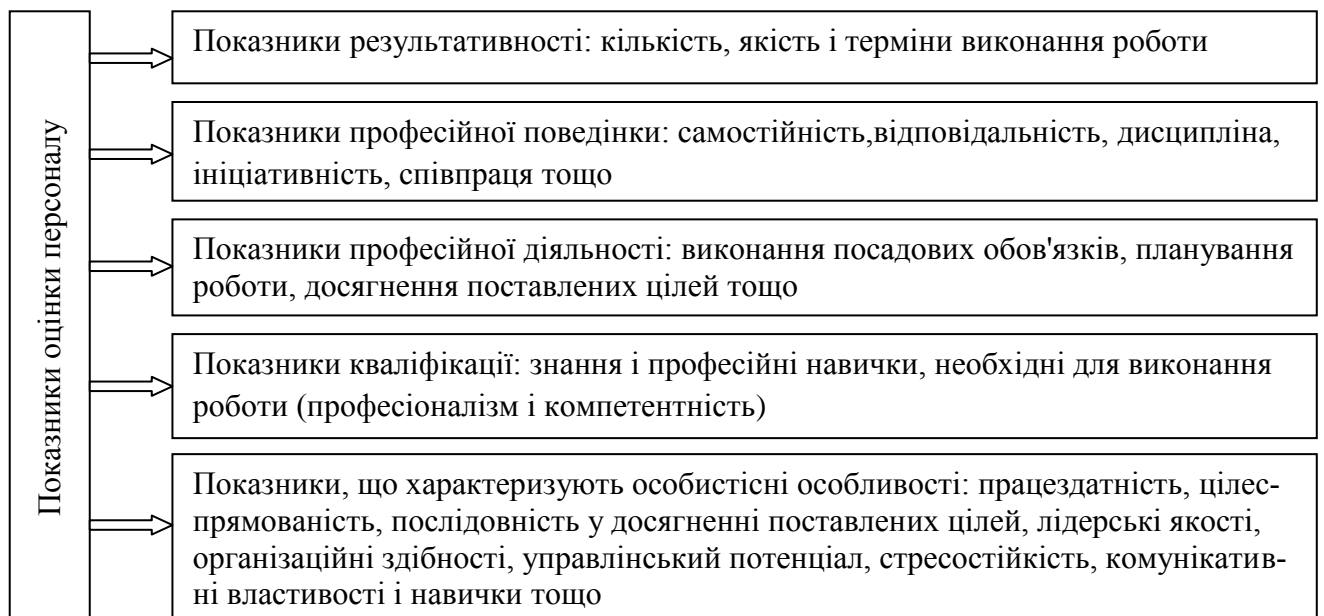 Показники оцінки персоналу
Показники результативності: кількість, якість і терміни виконання роботи
Показники професійної поведінки: самостійність,відповідальність, дисципліна,
ініціативність, співпраця тощо
Показники професійної діяльності: виконання посадових обов'язків, планування
роботи, досягнення поставлених цілей тощо
Показники кваліфікації: знання і професійні навички, необхідні для виконання
роботи (професіоналізм і компетентність)
Показники, що характеризують особистісні особливості: працездатність, цілес-
прямованість, послідовність у досягненні поставлених цілей, лідерські якості,
організаційні здібності, управлінський потенціал, стресостійкість, комунікатив-
ні властивості і навички тощо